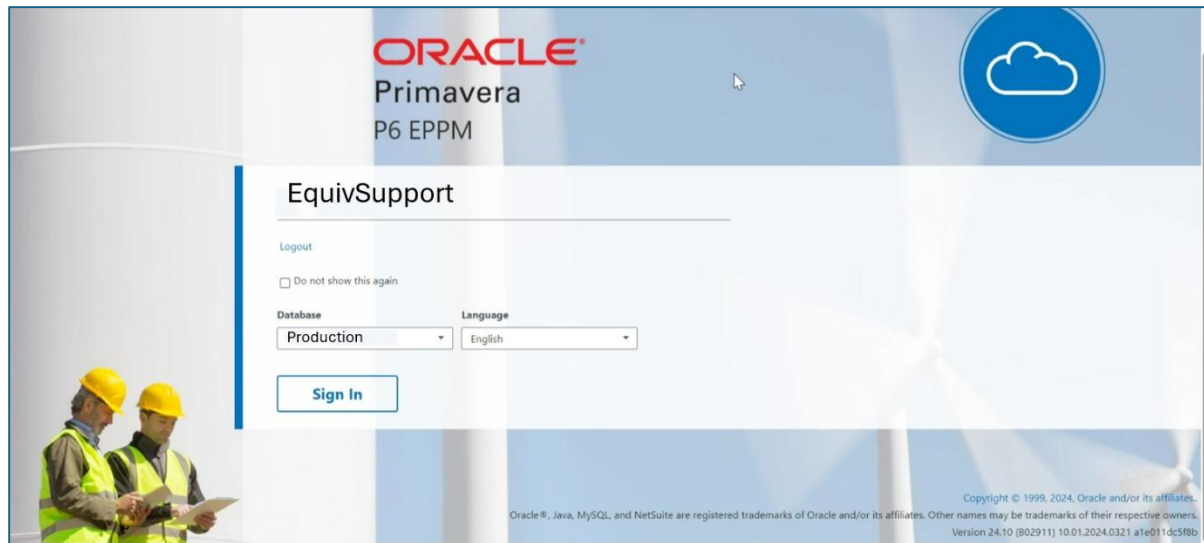 ORACLE®
Primavera
P6 EPPM
EquivSupport
Logout
Do not show this again
Database Language
Production English
Sign In
Copyright © 1999, 2024, Oracle and/or its affiliates.
Oracle®, Java, MySQL, and NetSuite are registered trademarks of Oracle and/or its affiliates. Other names may be trademarks of their respective owners.
Version 24.10 (B02911) 10.01.2024.0321 a1e011dc5f8b